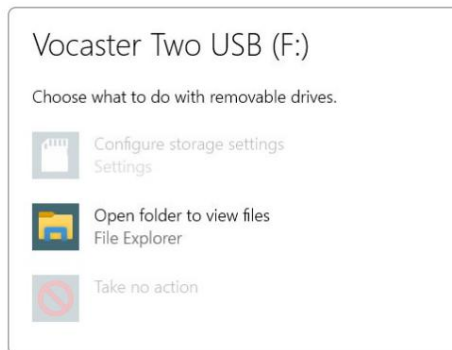 Vocaster Two USB (F:)
Choose what to do with removable drives.
Configure storage settings
Settings
Open folder to view files
File Explorer
Take no action